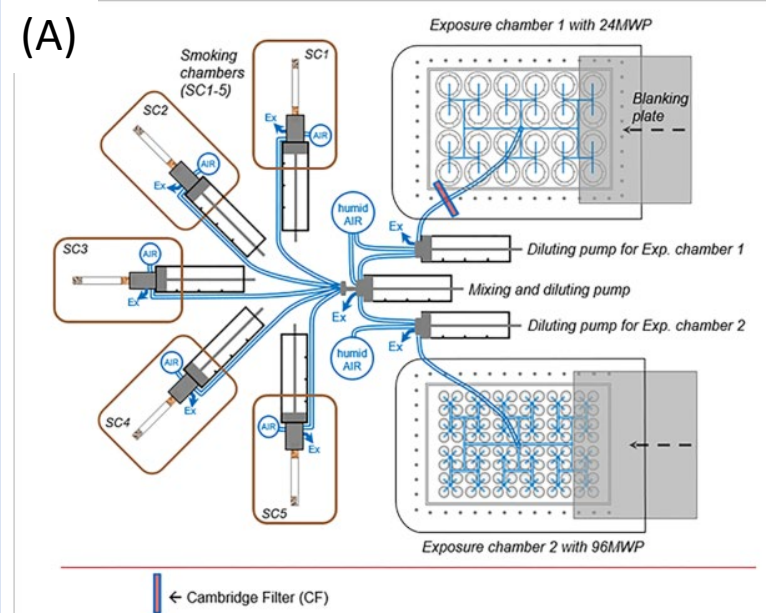 (A)
Exposure chamber 1 with 24MWP
Smoking
chambers
(SC1-5)
SC1
Ex
AIR
SC2
AIR
Ex
Blanking
plate
humid
AIR
Ex
SC3
AIR
Ex
Diluting pump for Exp. chamber 1
Mixing and diluting pump
Ex
Diluting pump for Exp. chamber 2
Ex
humid
AIR
AIR
Ex
SC4
AIR
Ex
SC5
Exposure chamber 2 with 96MWP
← Cambridge Filter (CF)